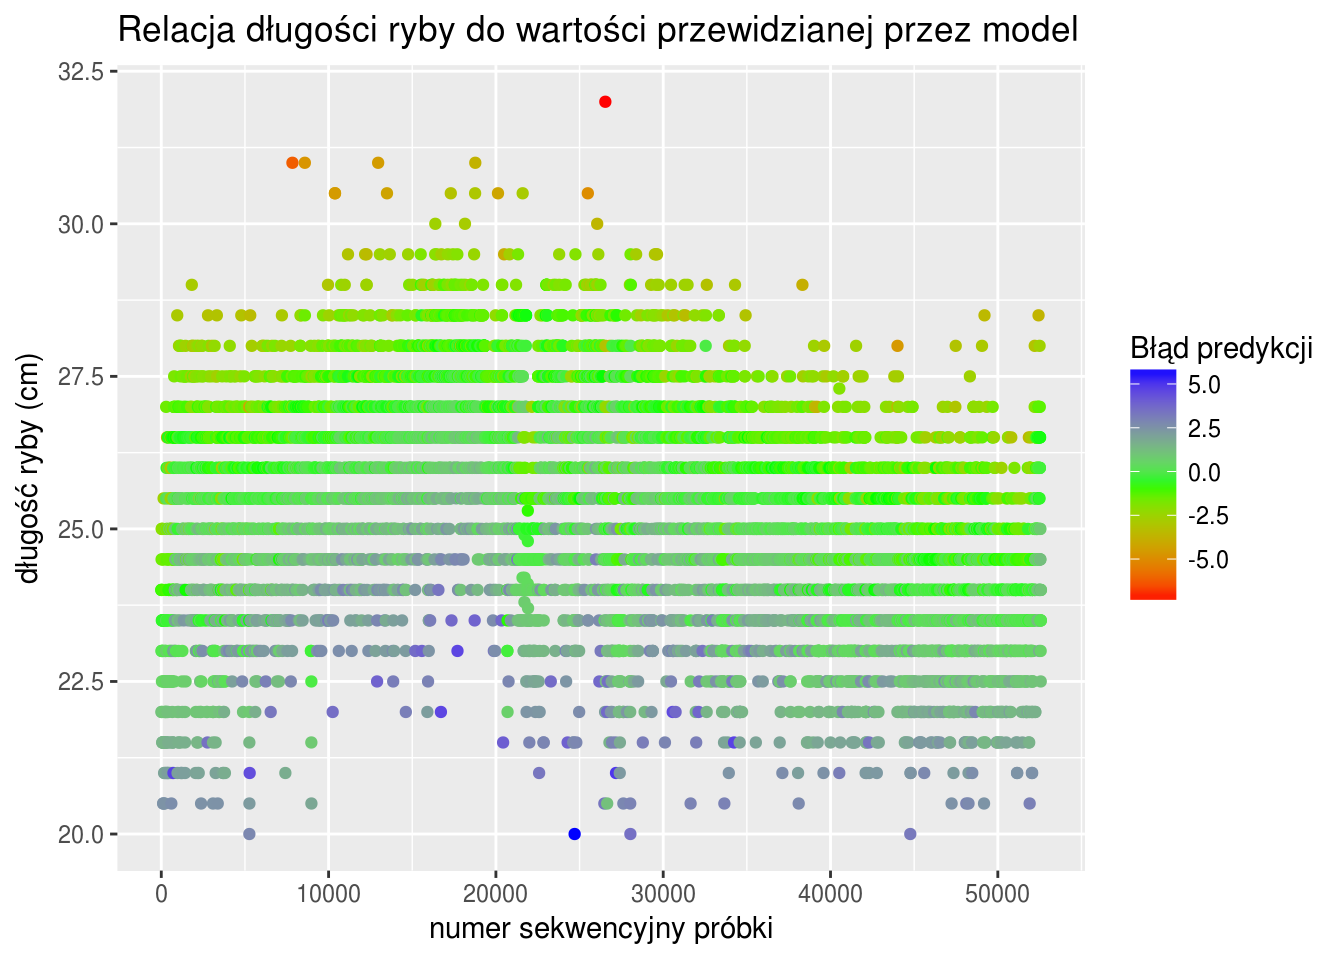 Relacja długości ryby do wartości przewidzianej przez model
32.5
30.0
27.5
25.0
22.5
20.0
długość ryby (cm)
0 10000 20000 30000 40000 50000
numer sekwencyjny próbki
Błąd predykcji
5.0
2.5
0.0
-2.5
-5.0